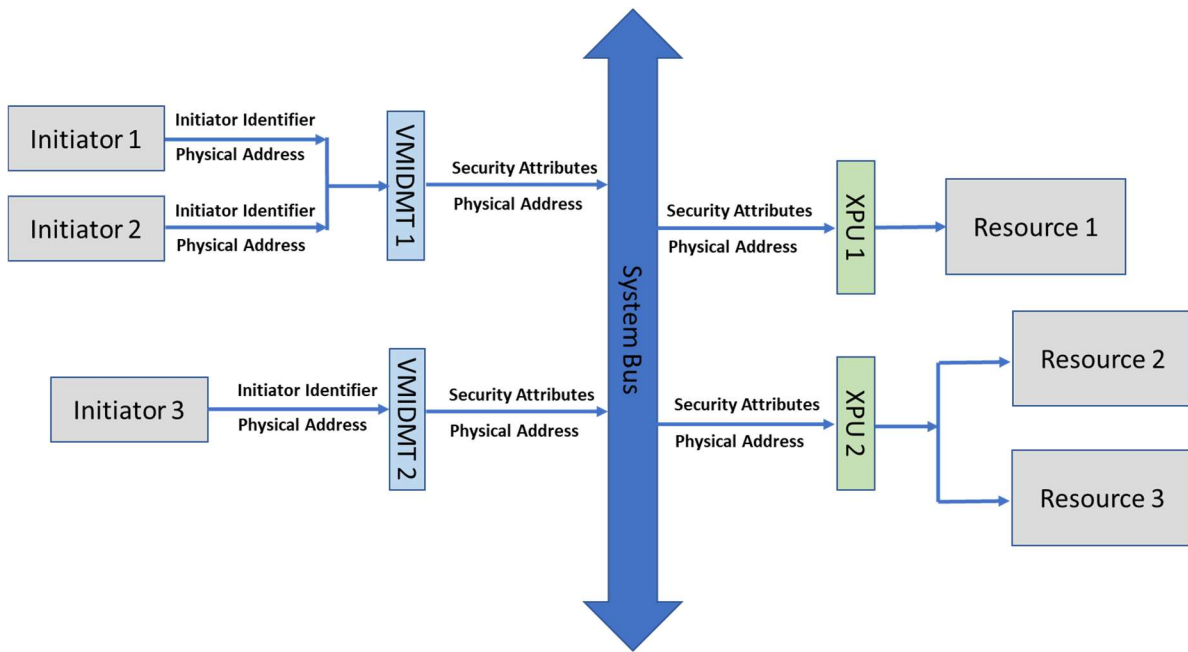 Initiator 1
Initiator Identifier
Physical Address
Initiator 2
Initiator Identifier
Physical Address
VMIDMT 1
Security Attributes
Physical Address
Initiator 3
Initiator Identifier
Physical Address
VMIDMT 2
Security Attributes
Physical Address
System Bus
Security Attributes
Physical Address
XPU 1
Resource 1
Security Attributes
Physical Address
XPU 2
Resource 2
Resource 3